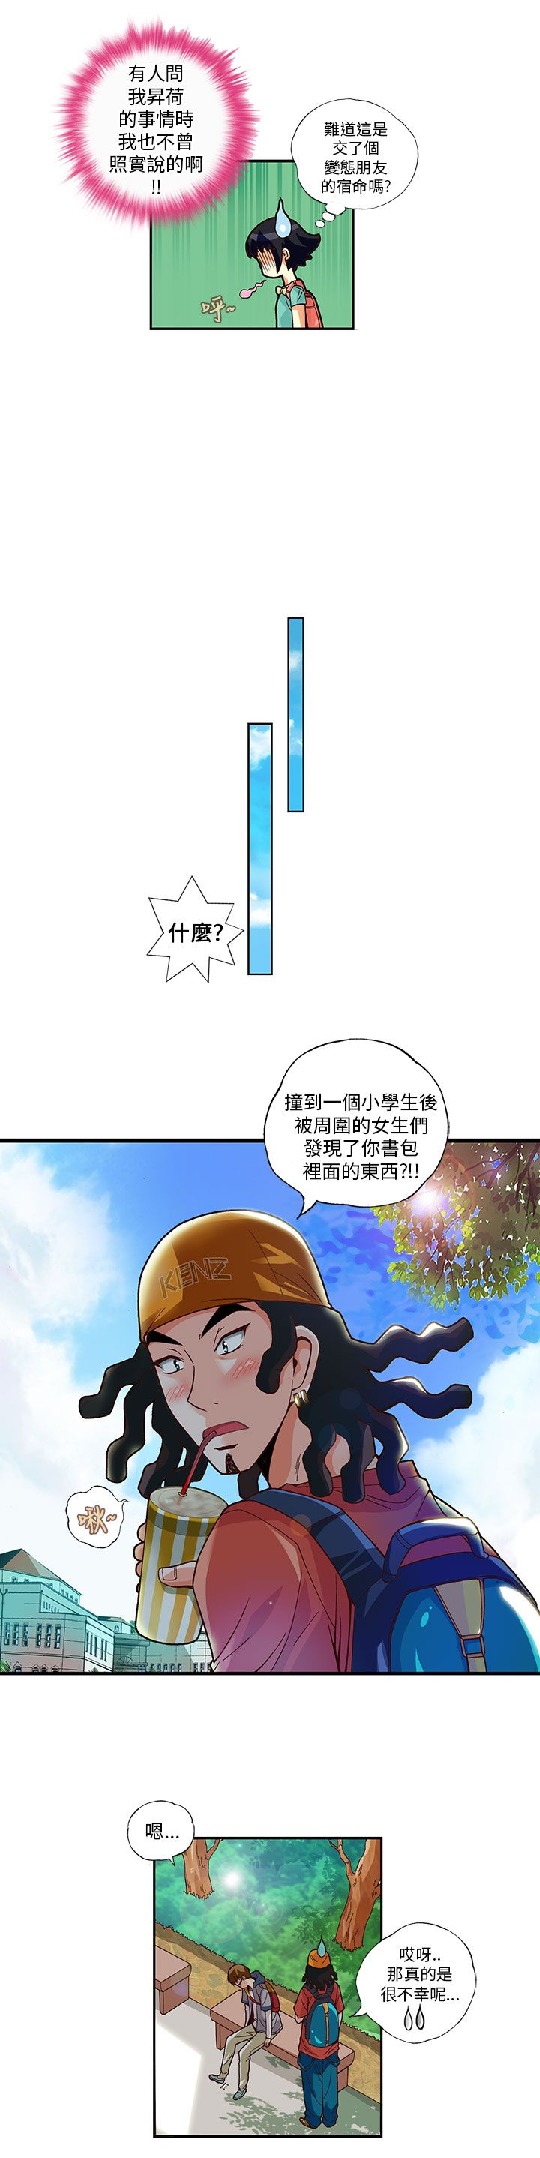 有人問
我昇荷
的事情時
我也不曾
照實說的啊
!!
難道這是
交了個
變態朋友
的宿命嗎?
呼~
什麼?
撞到一個小學生後
被周圍的女生們
發現了你書包
裡面的東西?!!
KENZ
啾~
嗯...
哎呀..
那真的是
很不幸呢...